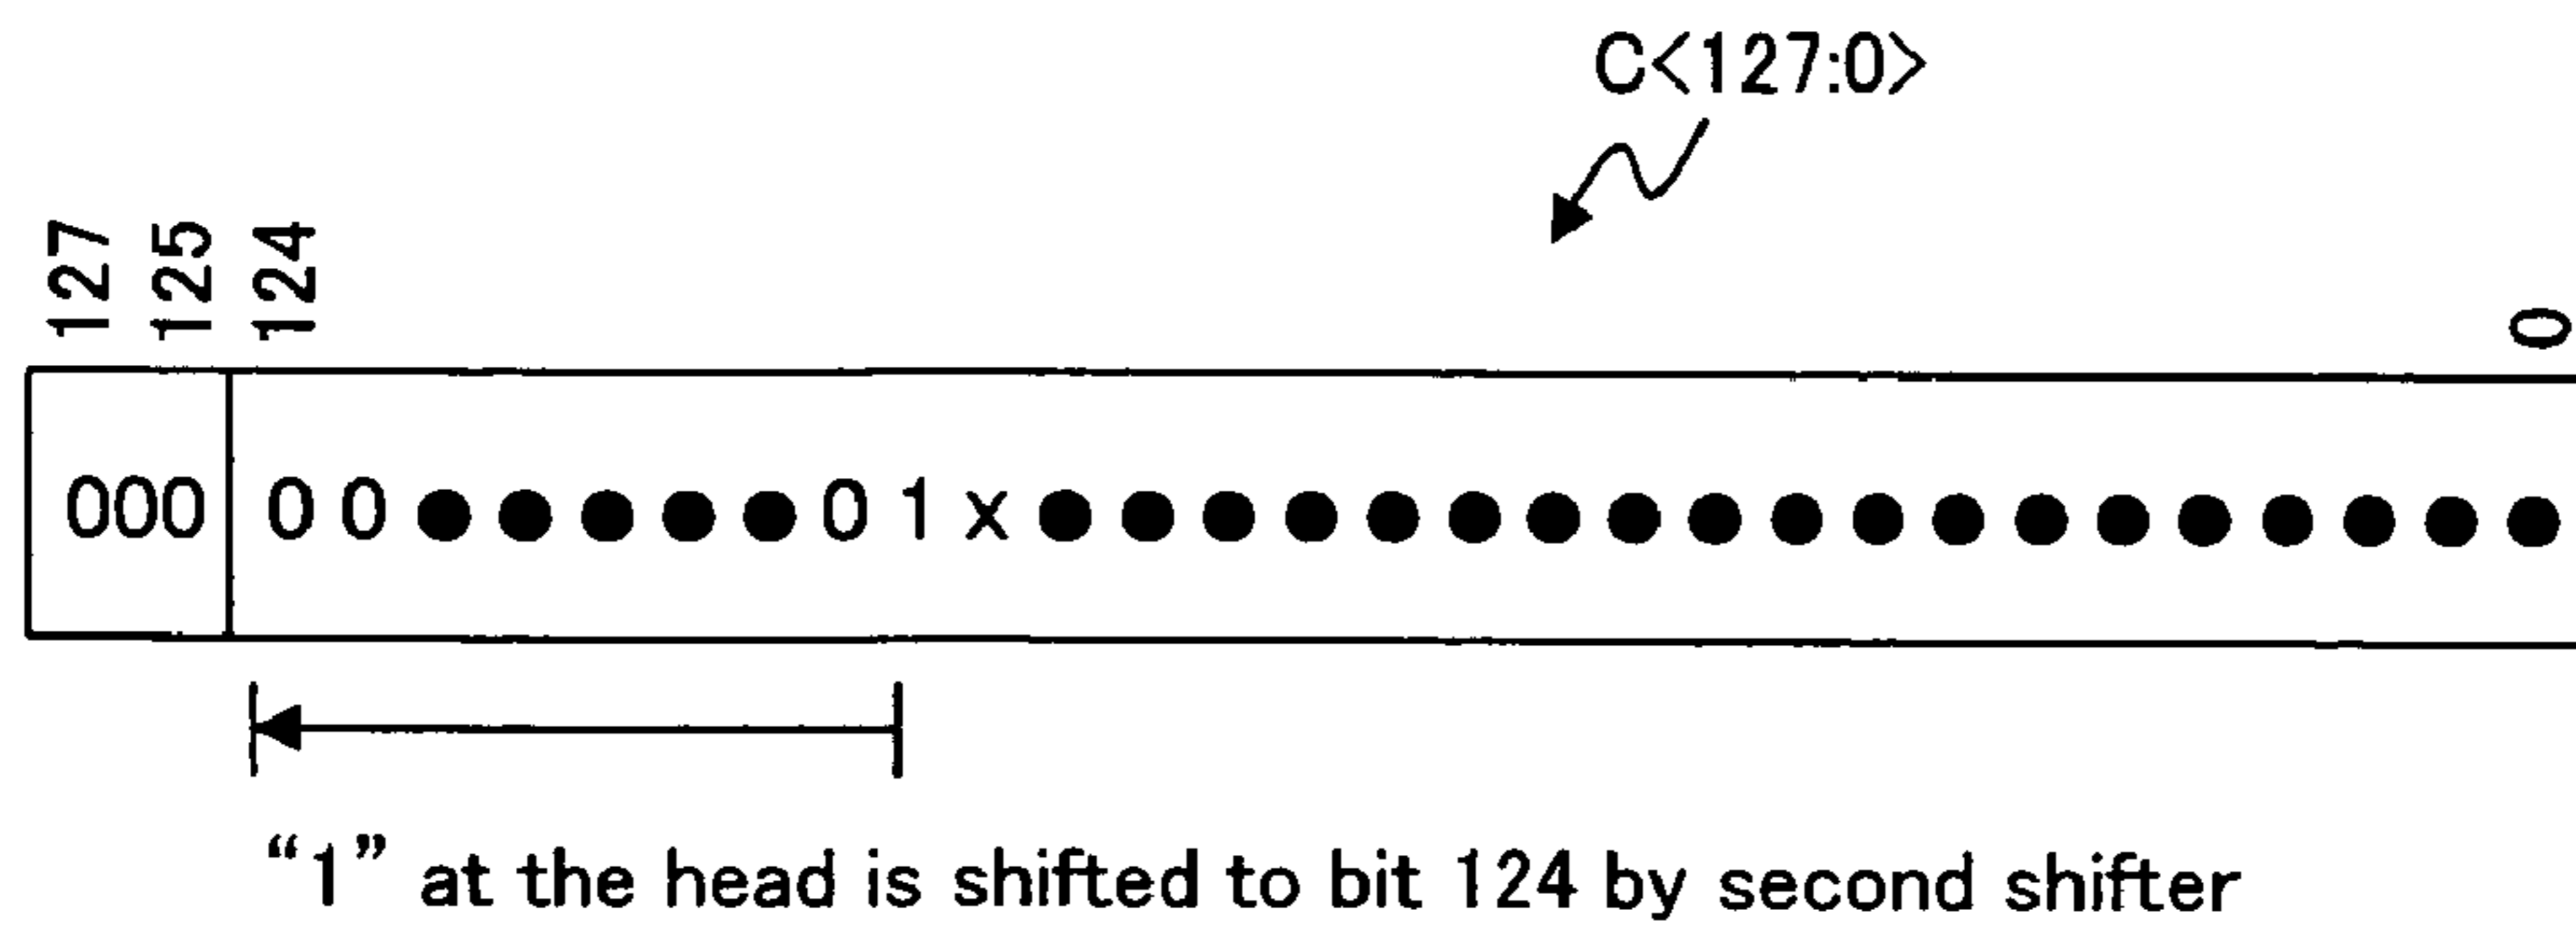 C<127:0>
127 125 124 0
000 0 0 ● ● ● ● ● 0 1 x ● ● ● ● ● ● ● ● ● ● ● ● ● ● ● ● ● ● ●
“1” at the head is shifted to bit 124 by second shifter